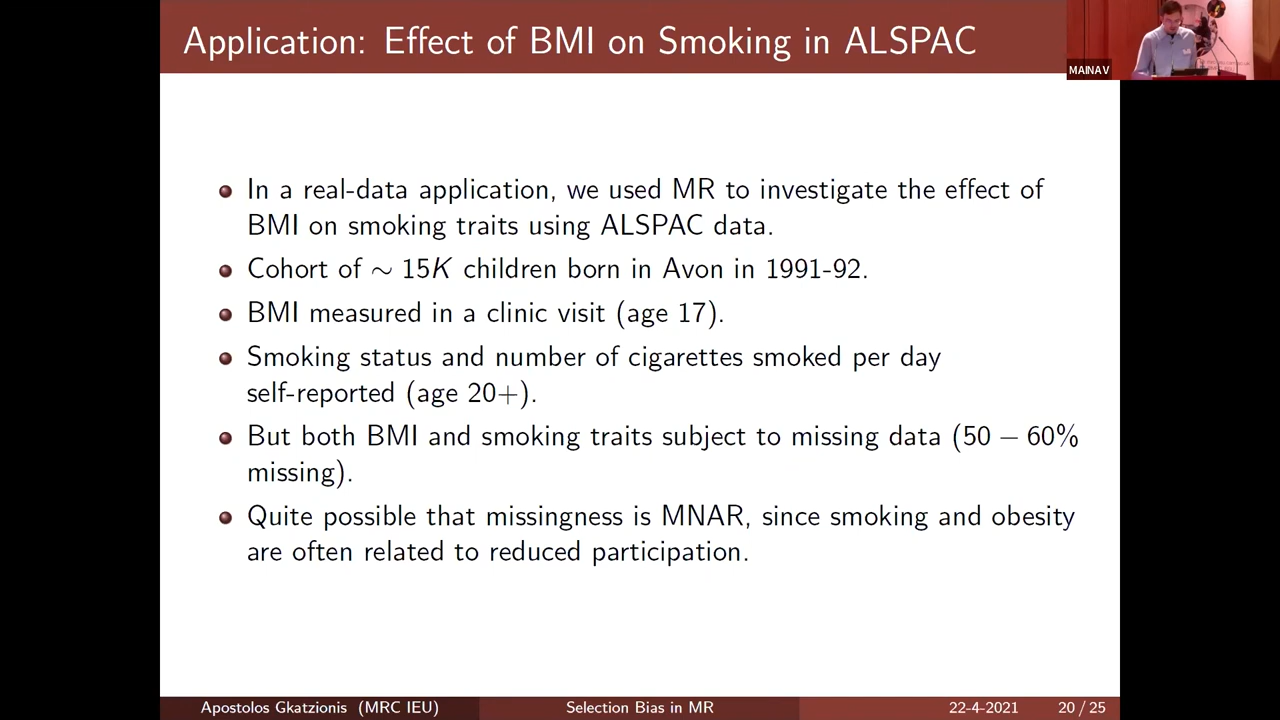 Application: Effect of BMI on Smoking in ALSPAC
MAINAV
In a real-data application, we used MR to investigate the effect of
BMI on smoking traits using ALSPAC data.
Cohort of ∼ 15K children born in Avon in 1991-92.
BMI measured in a clinic visit (age 17).
Smoking status and number of cigarettes smoked per day
self-reported (age 20+).
But both BMI and smoking traits subject to missing data (50 − 60%
missing).
Quite possible that missingness is MNAR, since smoking and obesity
are often related to reduced participation.
Apostolos Gkatzionis (MRC IEU)
Selection Bias in MR
22-4-2021
20 / 25